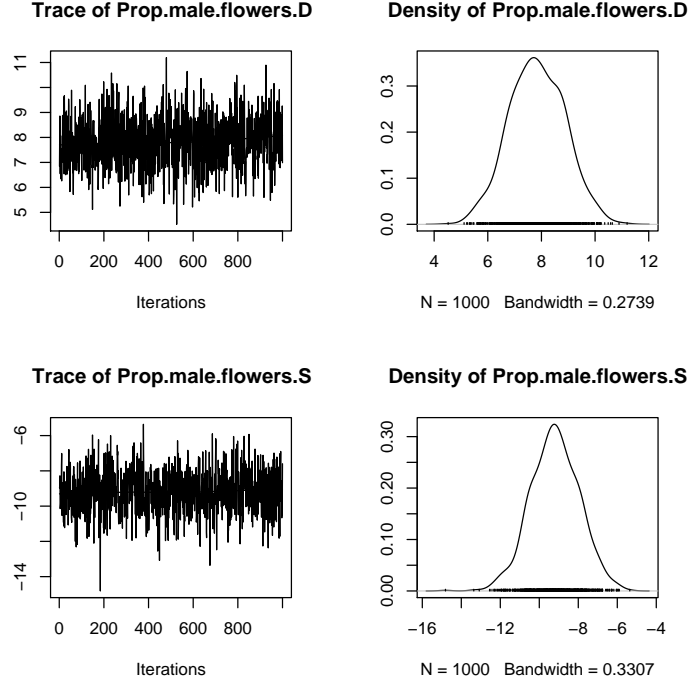 Trace of Prop.male.flowers.D
11
9
8
7
6
5
0 200 400 600 800
Iterations
Density of Prop.male.flowers.D
0.3
0.2
0.1
0.0
4 6 8 10 12
N = 1000 Bandwidth = 0.2739
Trace of Prop.male.flowers.S
−6
−10
−14
0 200 400 600 800
Iterations
Density of Prop.male.flowers.S
0.30
0.20
0.10
0.00
−16 −12 −8 −6 −4
N = 1000 Bandwidth = 0.3307